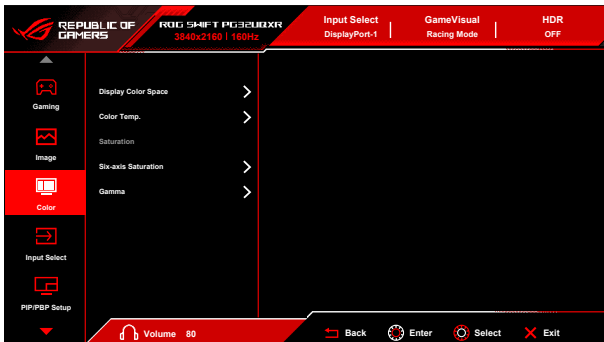 REPUBLIC OF
GAMERS
ROG SWIFT PG32UQXR
3840x2160 | 160Hz
Input Select
DisplayPort-1
GameVisual
Racing Mode
HDR
OFF
Gaming
Image
Color
Input Select
PIP/PBP Setup
Display Color Space
Color Temp.
Saturation
Six-axis Saturation
Gamma
Volume 80
Back
Enter
Select
Exit